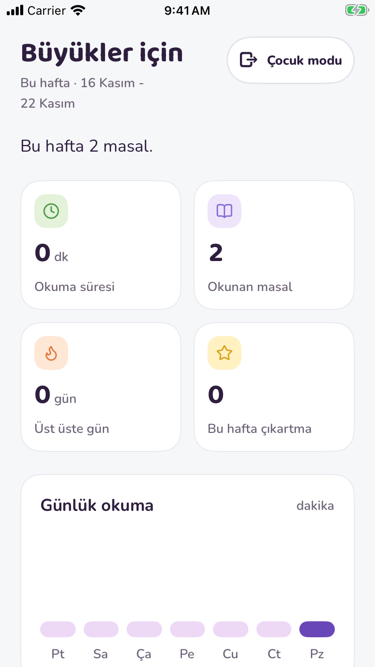 Carrier 9:41 AM
Büyükler için
Bu hafta · 16 Kasım -
22 Kasım
Çocuk modu
Bu hafta 2 masal.
0 dk
Okuma süresi
2
Okunan masal
0 gün
Üst üste gün
0
Bu hafta çıkartma
Günlük okuma
dakika
Pt Sa Ça Pe Cu Ct Pz